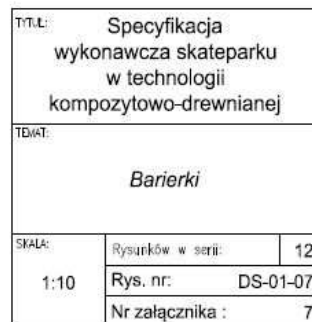 TYTUŁ:
Specyfikacja
wykonawcza skateparku
w technologii
kompozytowo-drewnianej
TEMAT:
Barierki
SKALA:
1:10
Rysunków w serii: 12
Rys. nr: DS-01-07
Nr załącznika : 7